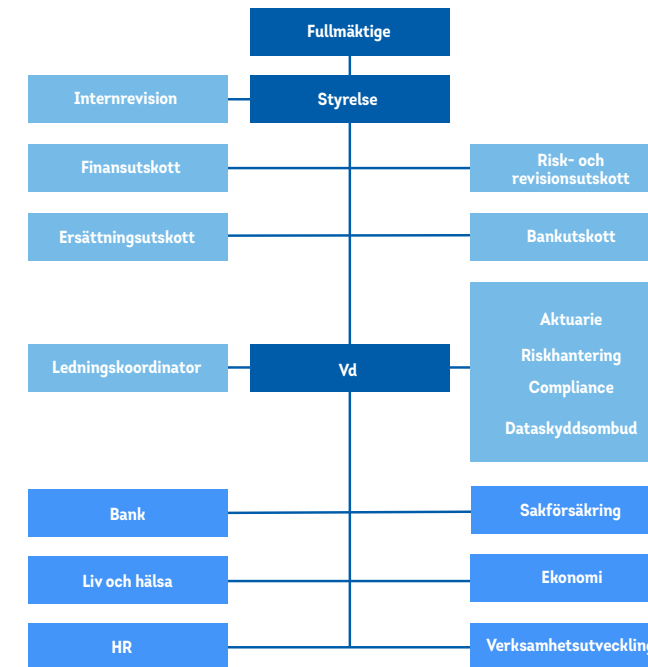 Fullmäktige
Internrevision
Styrelse
Finansutskott
Risk- och
revisionsutskott
Ersättningsutskott
Bankutskott
Ledningskoordinator
Vd
Aktuarie
Riskhantering
Compliance
Dataskyddsombud
Bank
Sakförsäkring
Liv och hälsa
Ekonomi
HR
Verksamhetsutveckling